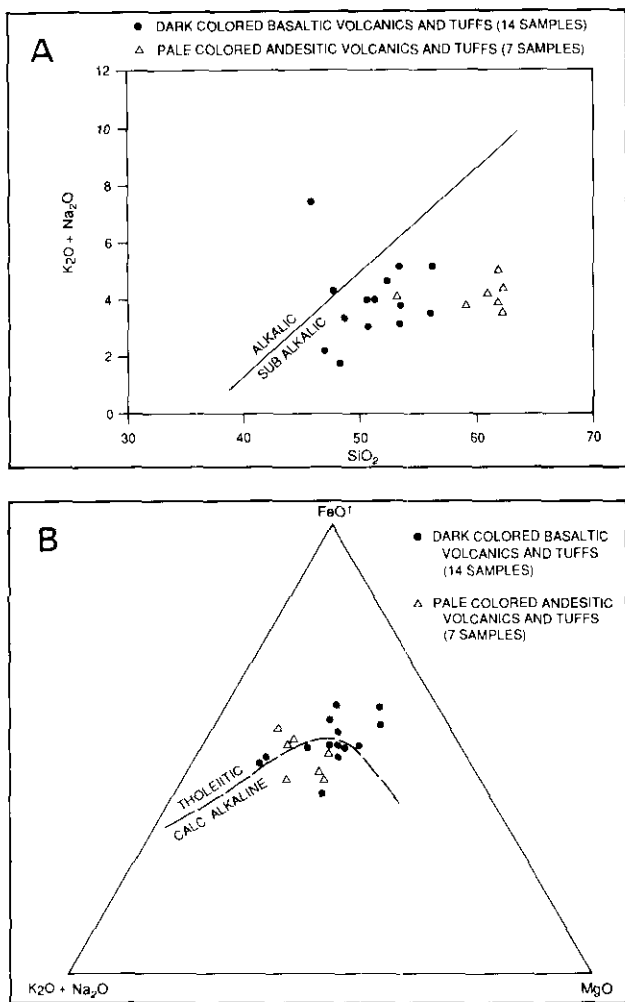 A
● DARK COLORED BASALTIC VOLCANICS AND TUFFS (14 SAMPLES)
△ PALE COLORED ANDESITIC VOLCANICS AND TUFFS (7 SAMPLES)
12
10
8
6
4
2
0
K₂O + Na₂O
ALKALIC
SUB ALKALIC
30
40
50
60
70
SiO₂
B
FeOᵀ
● DARK COLORED BASALTIC
VOLCANICS AND TUFFS
(14 SAMPLES)
△ PALE COLORED ANDESITIC
VOLCANICS AND TUFFS
(7 SAMPLES)
THOLEIITIC
CALC ALKALINE
K₂O + Na₂O
MgO